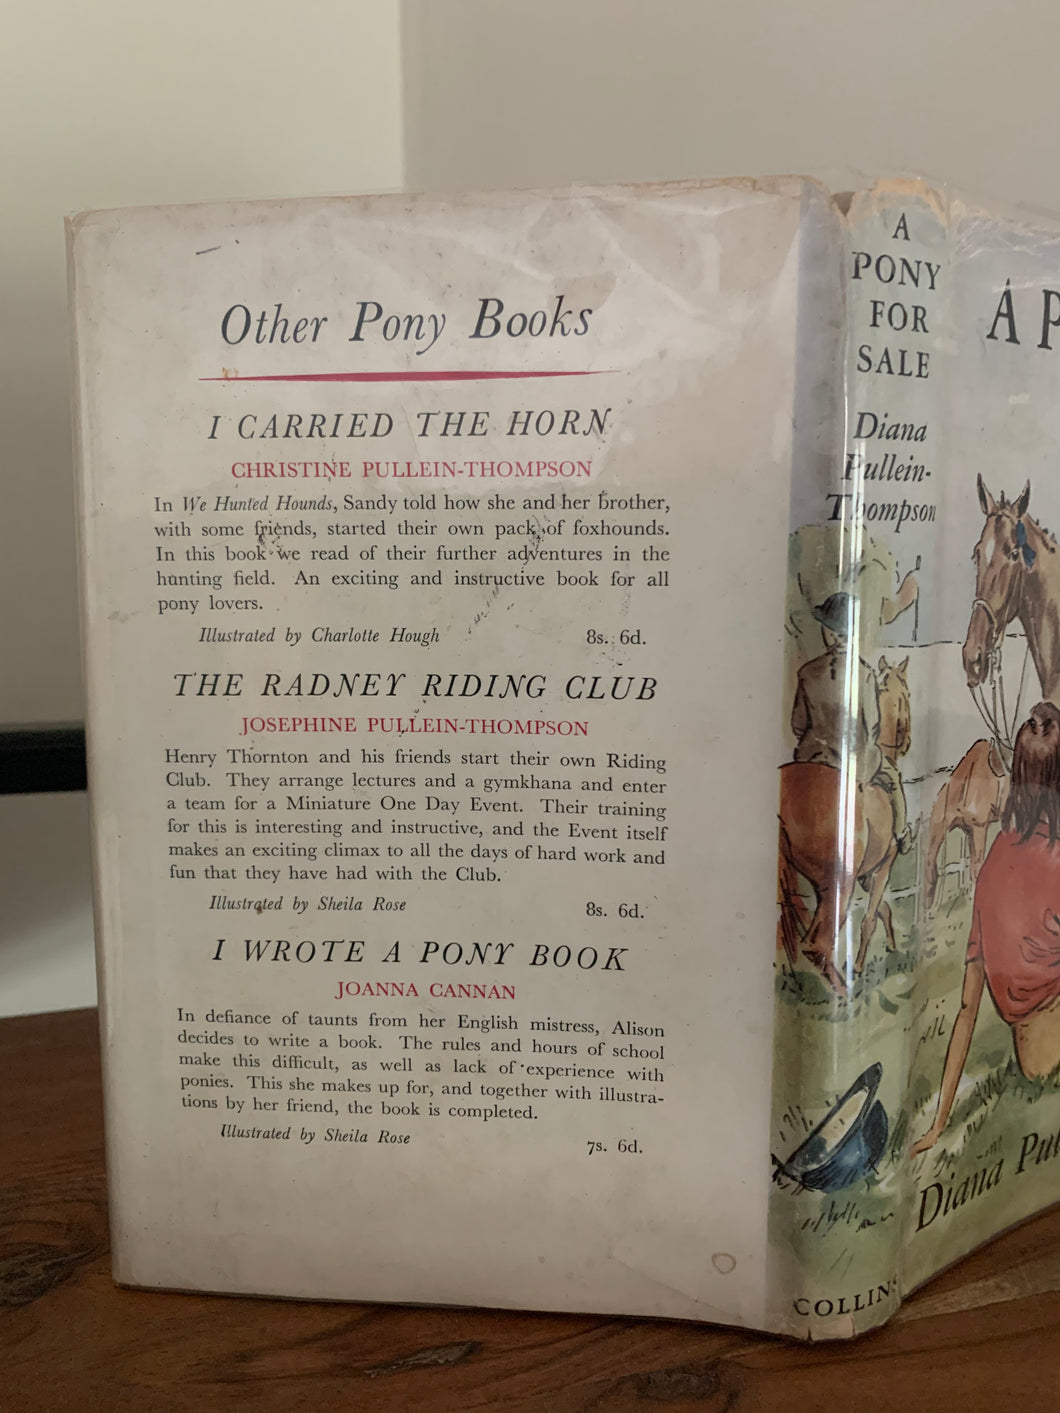 Other Pony Books
I CARRIED THE HORN
CHRISTINE PULLEIN-THOMPSON
In We Hunted Hounds, Sandy told how she and her brother,
with some friends, started their own pack of foxhounds.
In this book we read of their further adventures in the
hunting field. An exciting and instructive book for all
pony lovers.
Illustrated by Charlotte Hough 8s. 6d.
THE RADNEY RIDING CLUB
JOSEPHINE PULLEIN-THOMPSON
Henry Thornton and his friends start their own Riding
Club. They arrange lectures and a gymkhana and enter
a team for a Miniature One Day Event. Their training
for this is interesting and instructive, and the Event itself
makes an exciting climax to all the days of hard work and
fun that they have had with the Club.
Illustrated by Sheila Rose 8s. 6d.
I WROTE A PONY BOOK
JOANNA CANNAN
In defiance of taunts from her English mistress, Alison
decides to write a book. The rules and hours of school
make this difficult, as well as lack of experience with
ponies. This she makes up for, and together with illustra-
tions by her friend, the book is completed.
Illustrated by Sheila Rose 7s. 6d.
A
PONY
FOR
SALE
Diana
Pullein-
Thompson
COLLINS
A P
Diana Pul